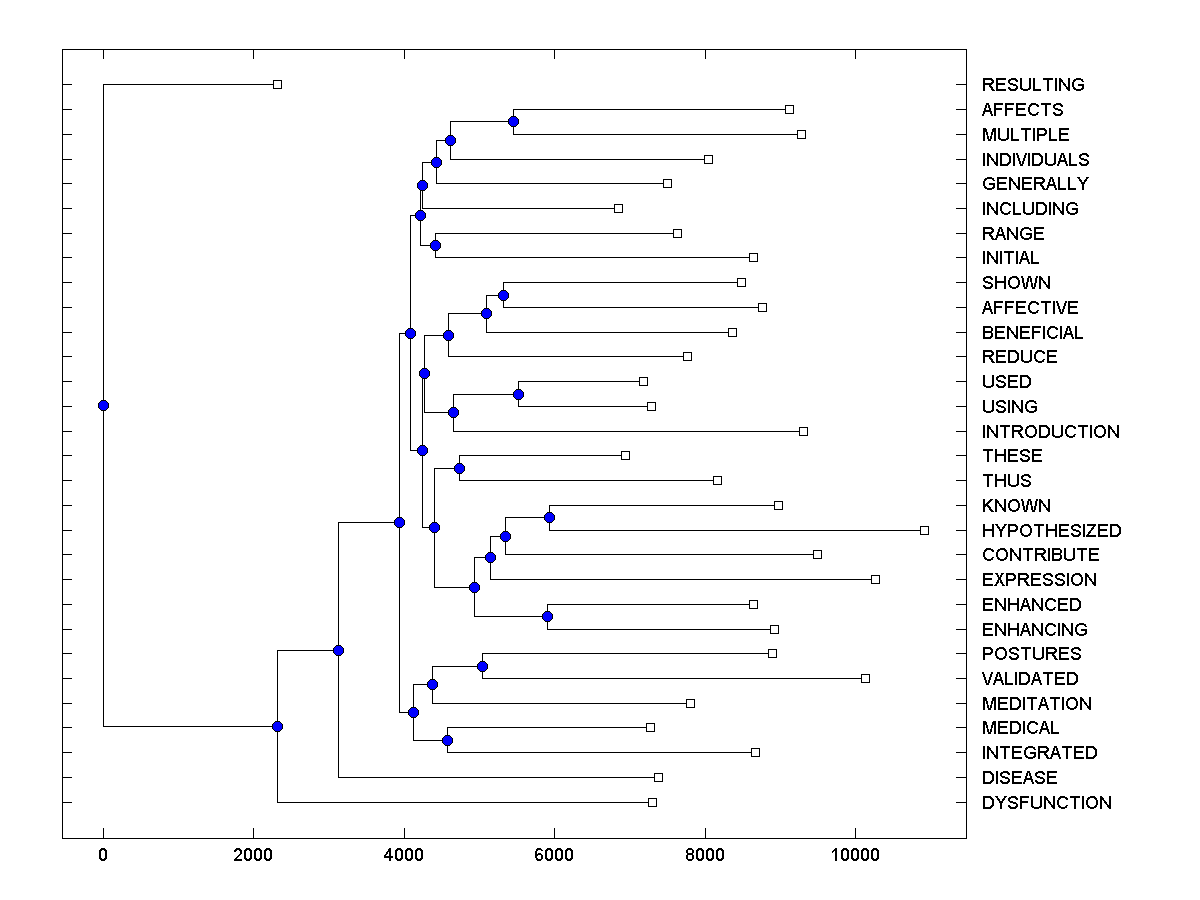 RESULTING
AFFECTS
MULTIPLE
INDIVIDUALS
GENERALLY
INCLUDING
RANGE
INITIAL
SHOWN
AFFECTIVE
BENEFICIAL
REDUCE
USED
USING
INTRODUCTION
THESE
THUS
KNOWN
HYPOTHESIZED
CONTRIBUTE
EXPRESSION
ENHANCED
ENHANCING
POSTURES
VALIDATED
MEDITATION
MEDICAL
INTEGRATED
DISEASE
DYSFUNCTION
0 2000 4000 6000 8000 10000